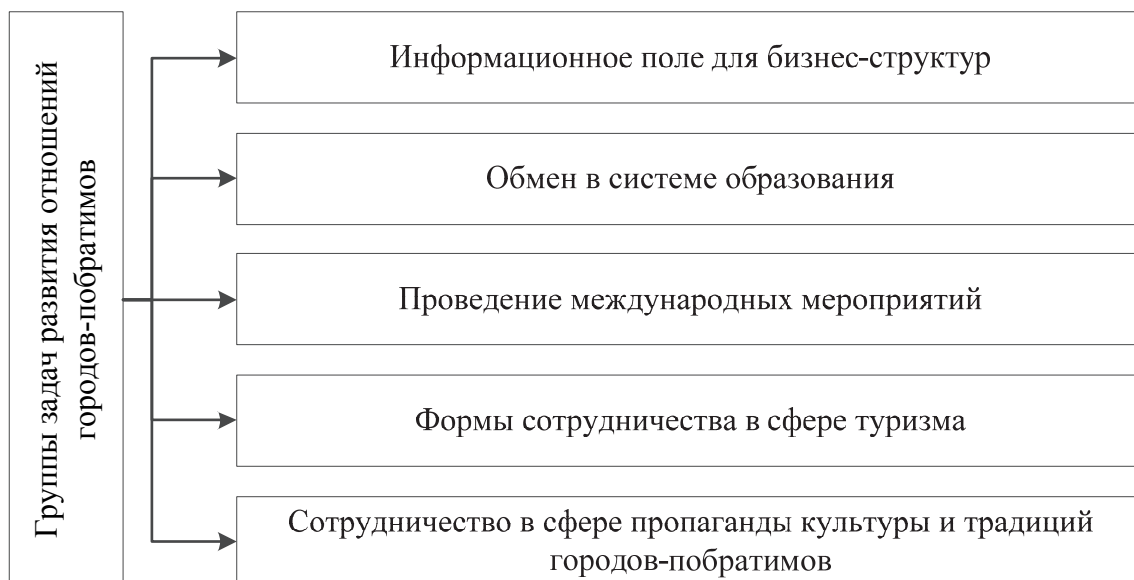 Группы задач развития отношений
городов-побратимов
Информационное поле для бизнес-структур
Обмен в системе образования
Проведение международных мероприятий
Формы сотрудничества в сфере туризма
Сотрудничество в сфере пропаганды культуры и традиций
городов-побратимов